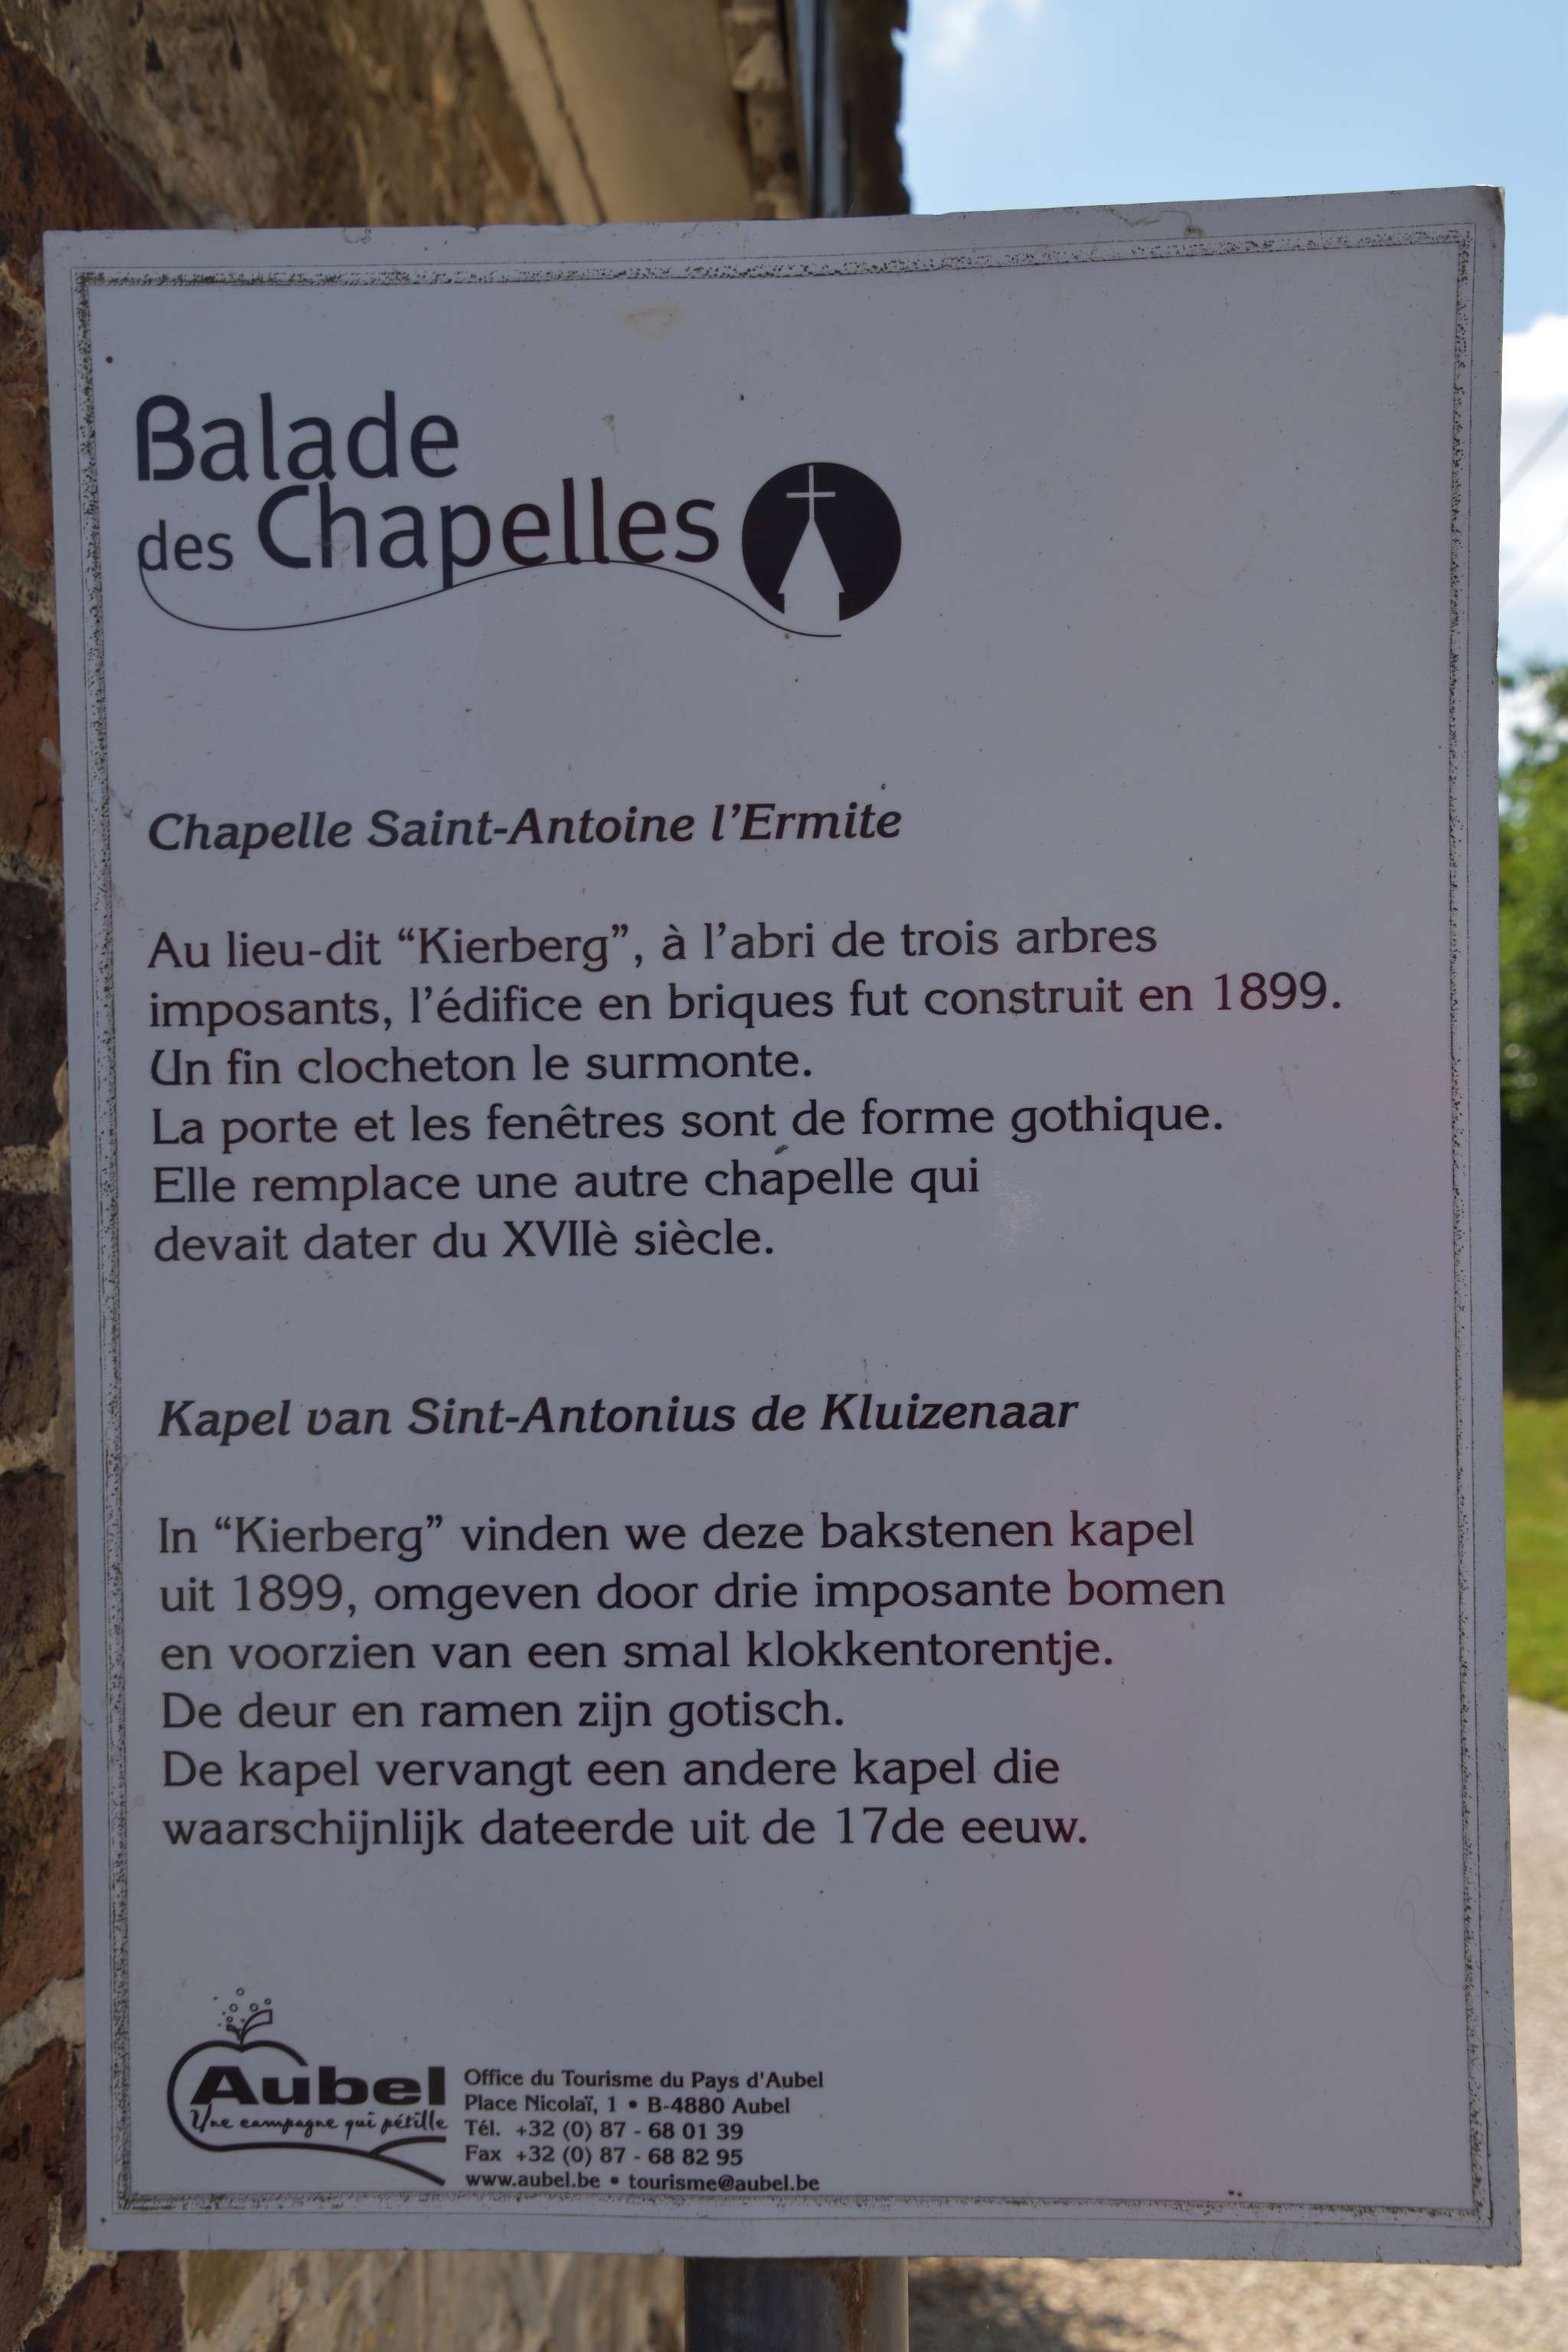 Balade
des Chapelles
Chapelle Saint-Antoine l'Ermite
Au lieu-dit “Kierberg”, à l’abri de trois arbres
imposants, l’édifice en briques fut construit en 1899.
Un fin clocheton le surmonte.
La porte et les fenêtres sont de forme gothique.
Elle remplace une autre chapelle qui
devait dater du XVIIè siècle.
Kapel van Sint-Antonius de Kluizenaar
In “Kierberg” vinden we deze bakstenen kapel
uit 1899, omgeven door drie imposante bomen
en voorzien van een smal klokkentorentje.
De deur en ramen zijn gotisch.
De kapel vervangt een andere kapel die
waarschijnlijk dateerde uit de 17de eeuw.
Aubel
Une campagne qui pétille
Office du Tourisme du Pays d'Aubel
Place Nicolaï, 1 • B-4880 Aubel
Tél. +32 (0) 87 - 68 01 39
Fax +32 (0) 87 - 68 82 95
www.aubel.be • tourisme@aubel.be